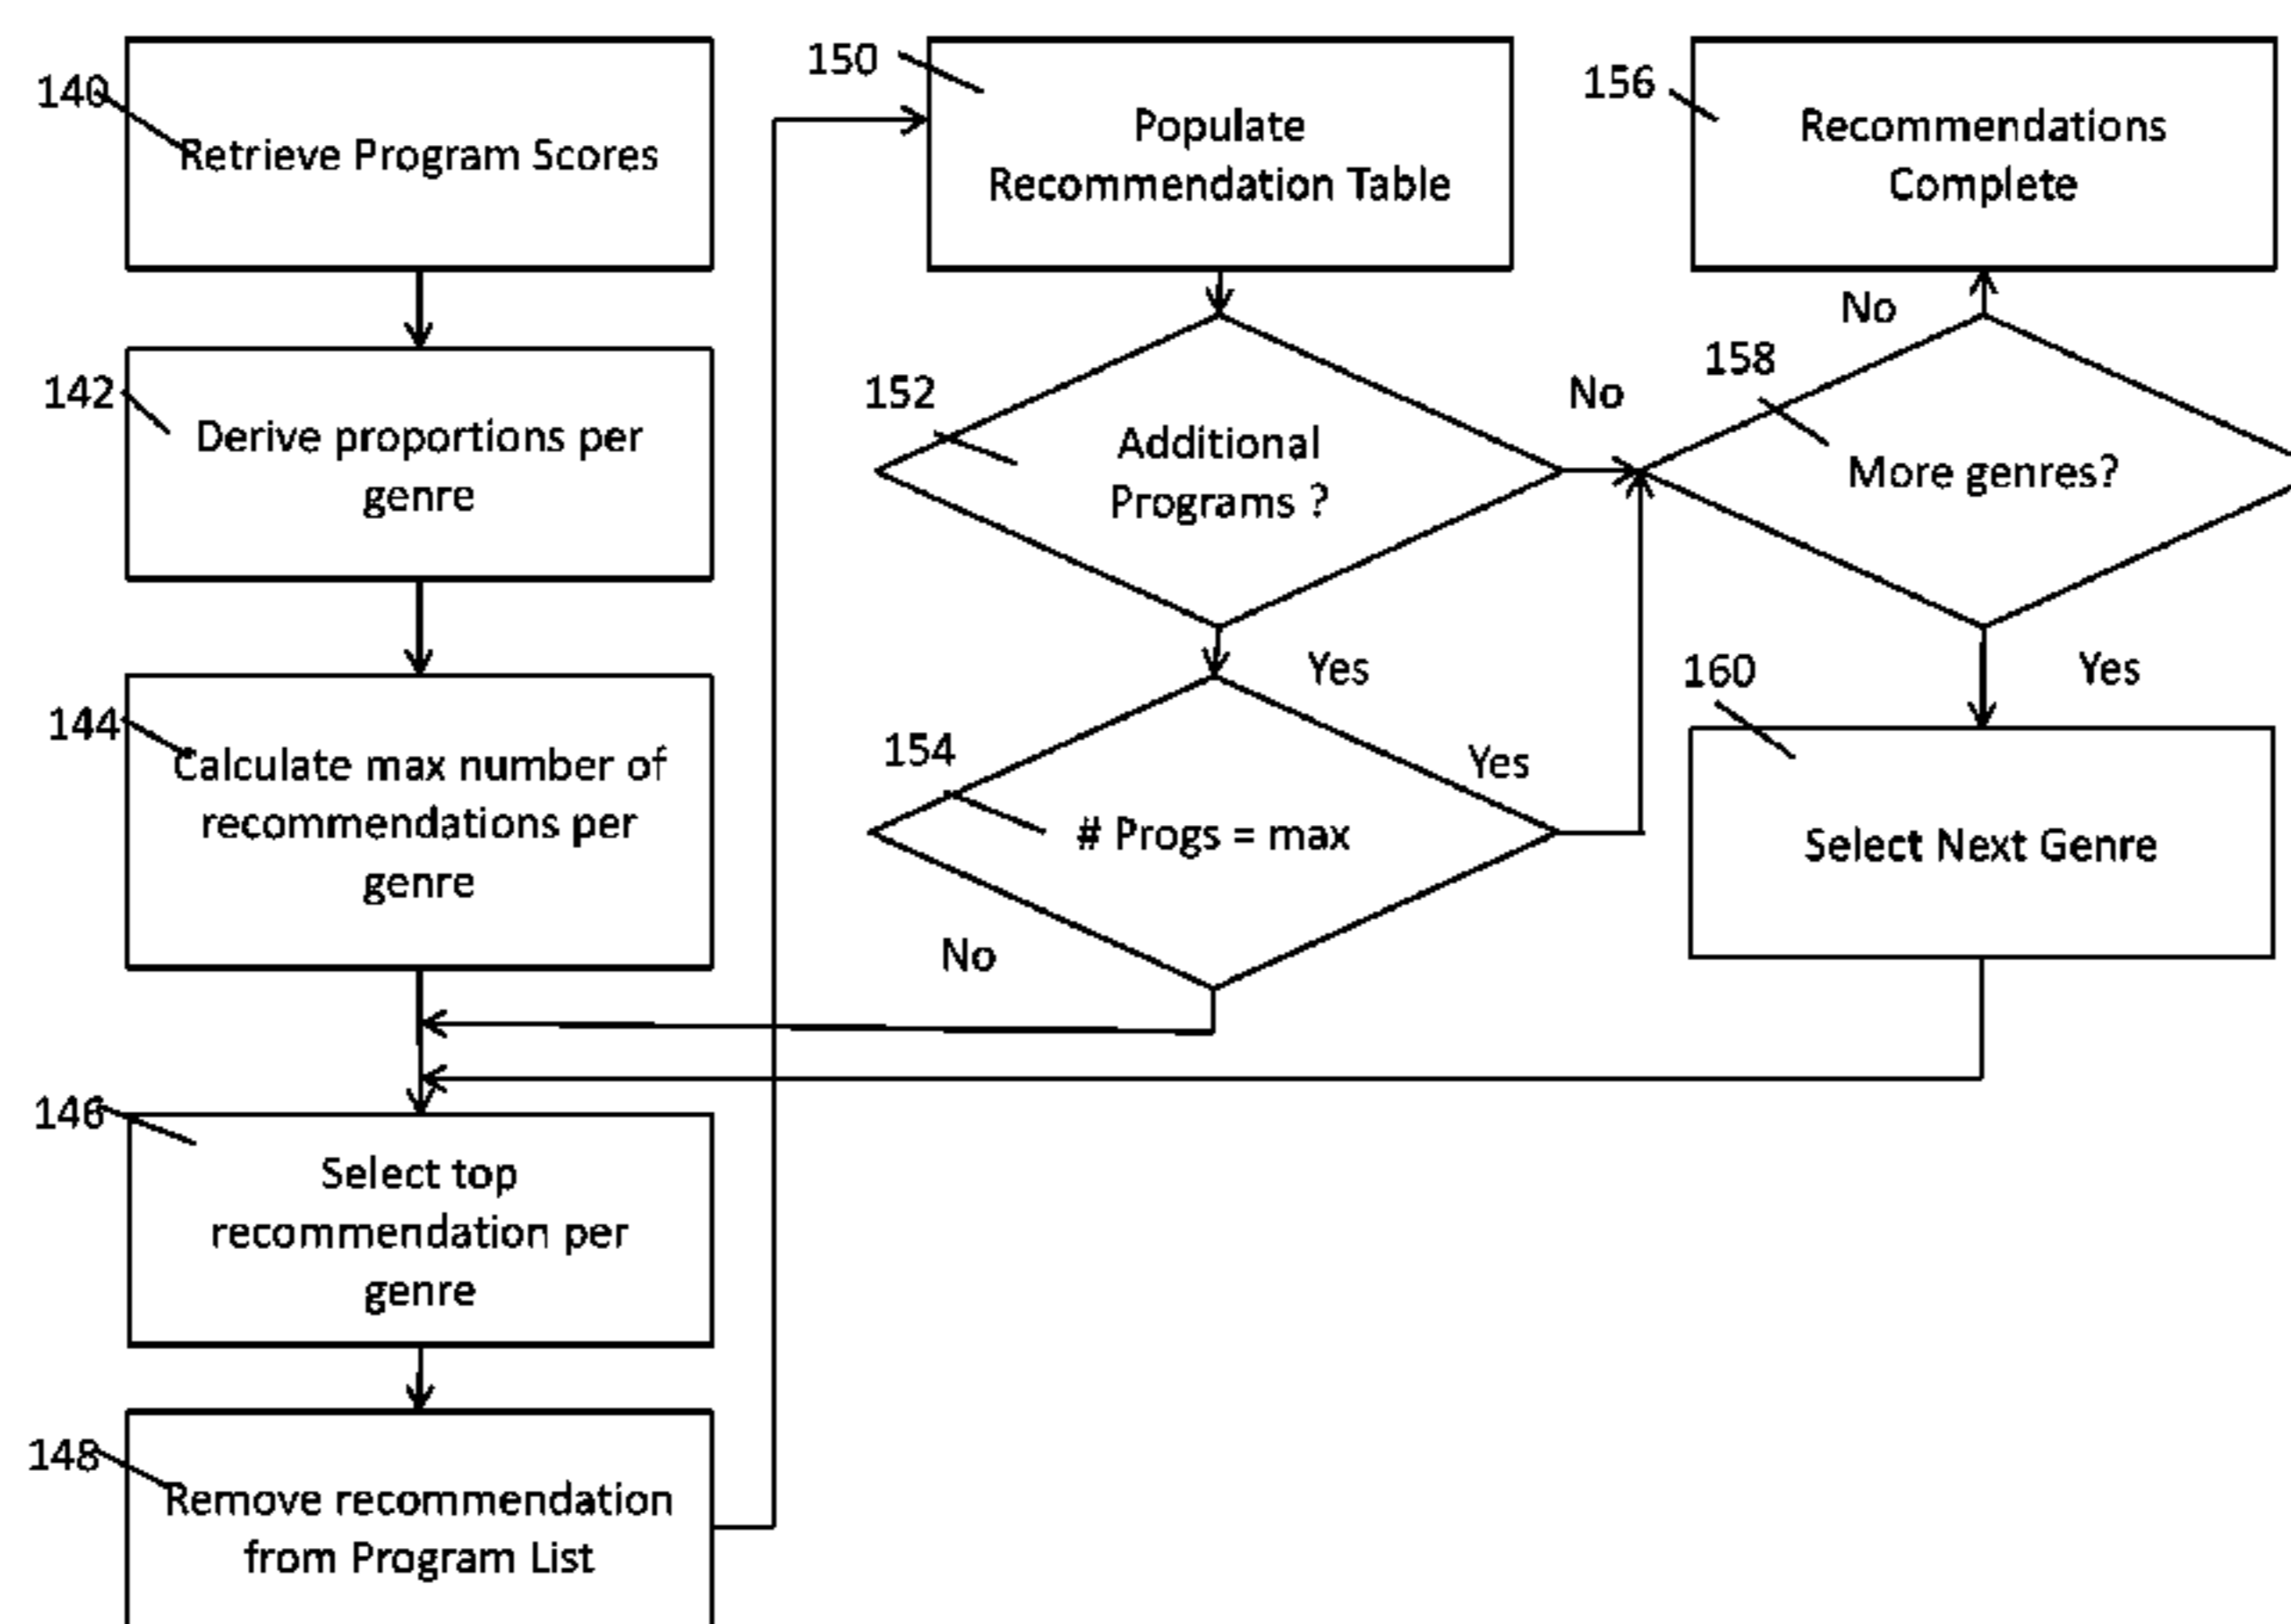 140
Retrieve Program Scores
142
Derive proportions per
genre
144
Calculate max number of
recommendations per
genre
146
Select top
recommendation per
genre
148
Remove recommendation
from Program List
150
Populate
Recommendation Table
152
Additional
Programs ?
No
Yes
154
# Progs = max
Yes
No
156
Recommendations
Complete
No
158
More genres?
Yes
160
Select Next Genre